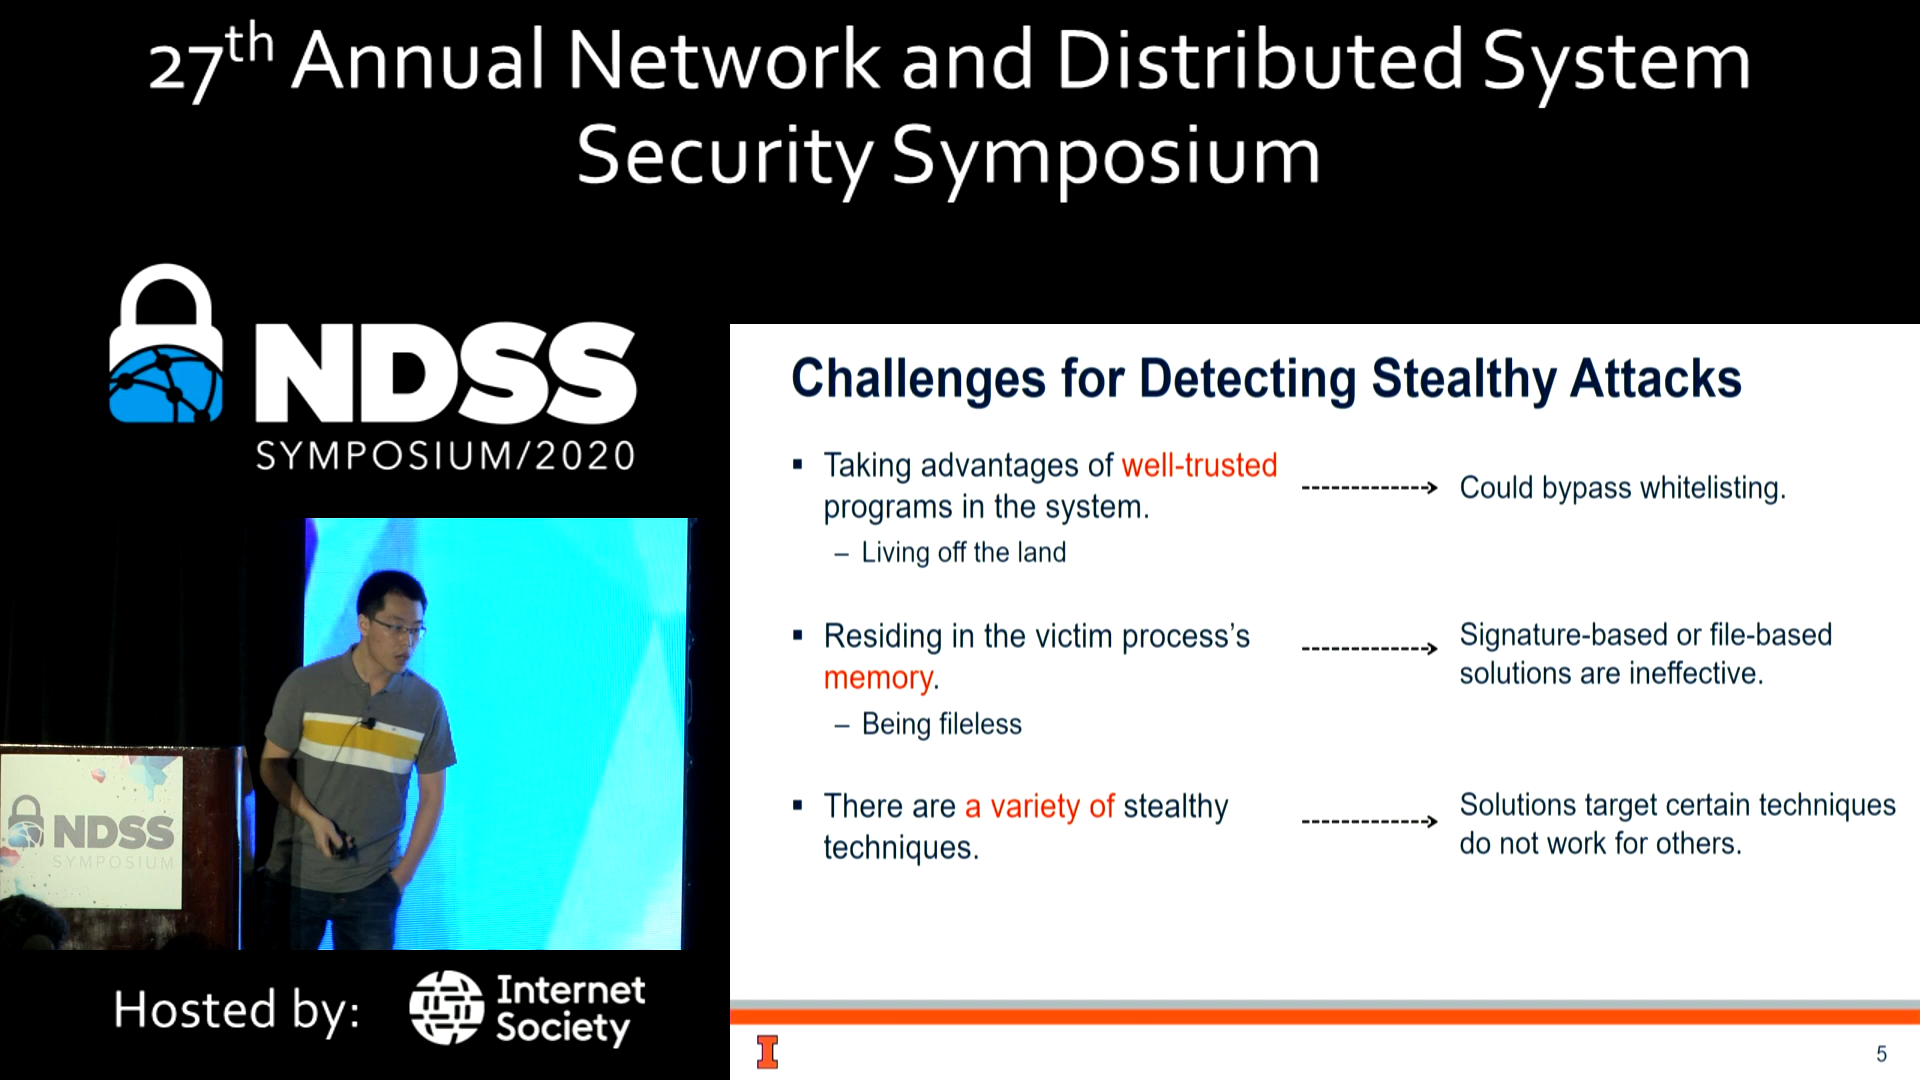 27th Annual Network and Distributed System
Security Symposium
NDSS
SYMPOSIUM/2020
Challenges for Detecting Stealthy Attacks
▪ Taking advantages of well-trusted
programs in the system.
– Living off the land
Could bypass whitelisting.
▪ Residing in the victim process’s
memory.
– Being fileless
Signature-based or file-based
solutions are ineffective.
▪ There are a variety of stealthy
techniques.
Solutions target certain techniques
do not work for others.
NDSS
SYMPOSIUM
Hosted by:
Internet
Society
I
5